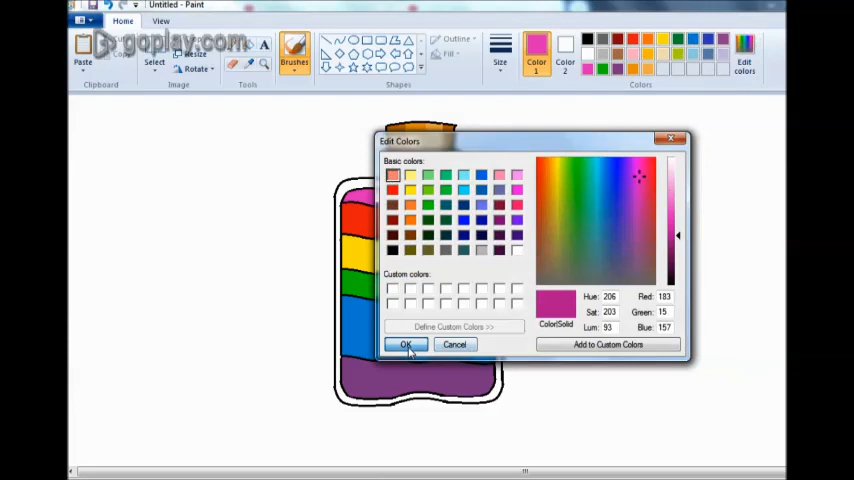 Untitled - Paint
Home
View
goplay.com
Paste
Select
Resize
Rotate
A
Brushes
Outline
Fill
Size
Color 1
Color 2
Edit colors
Clipboard
Image
Tools
Shapes
Colors
Edit Colors
Basic colors:
Custom colors:
Define Custom Colors >>
OK
Cancel
Color|Solid
Hue: 206
Sat: 203
Lum: 93
Red: 183
Green: 15
Blue: 157
Add to Custom Colors